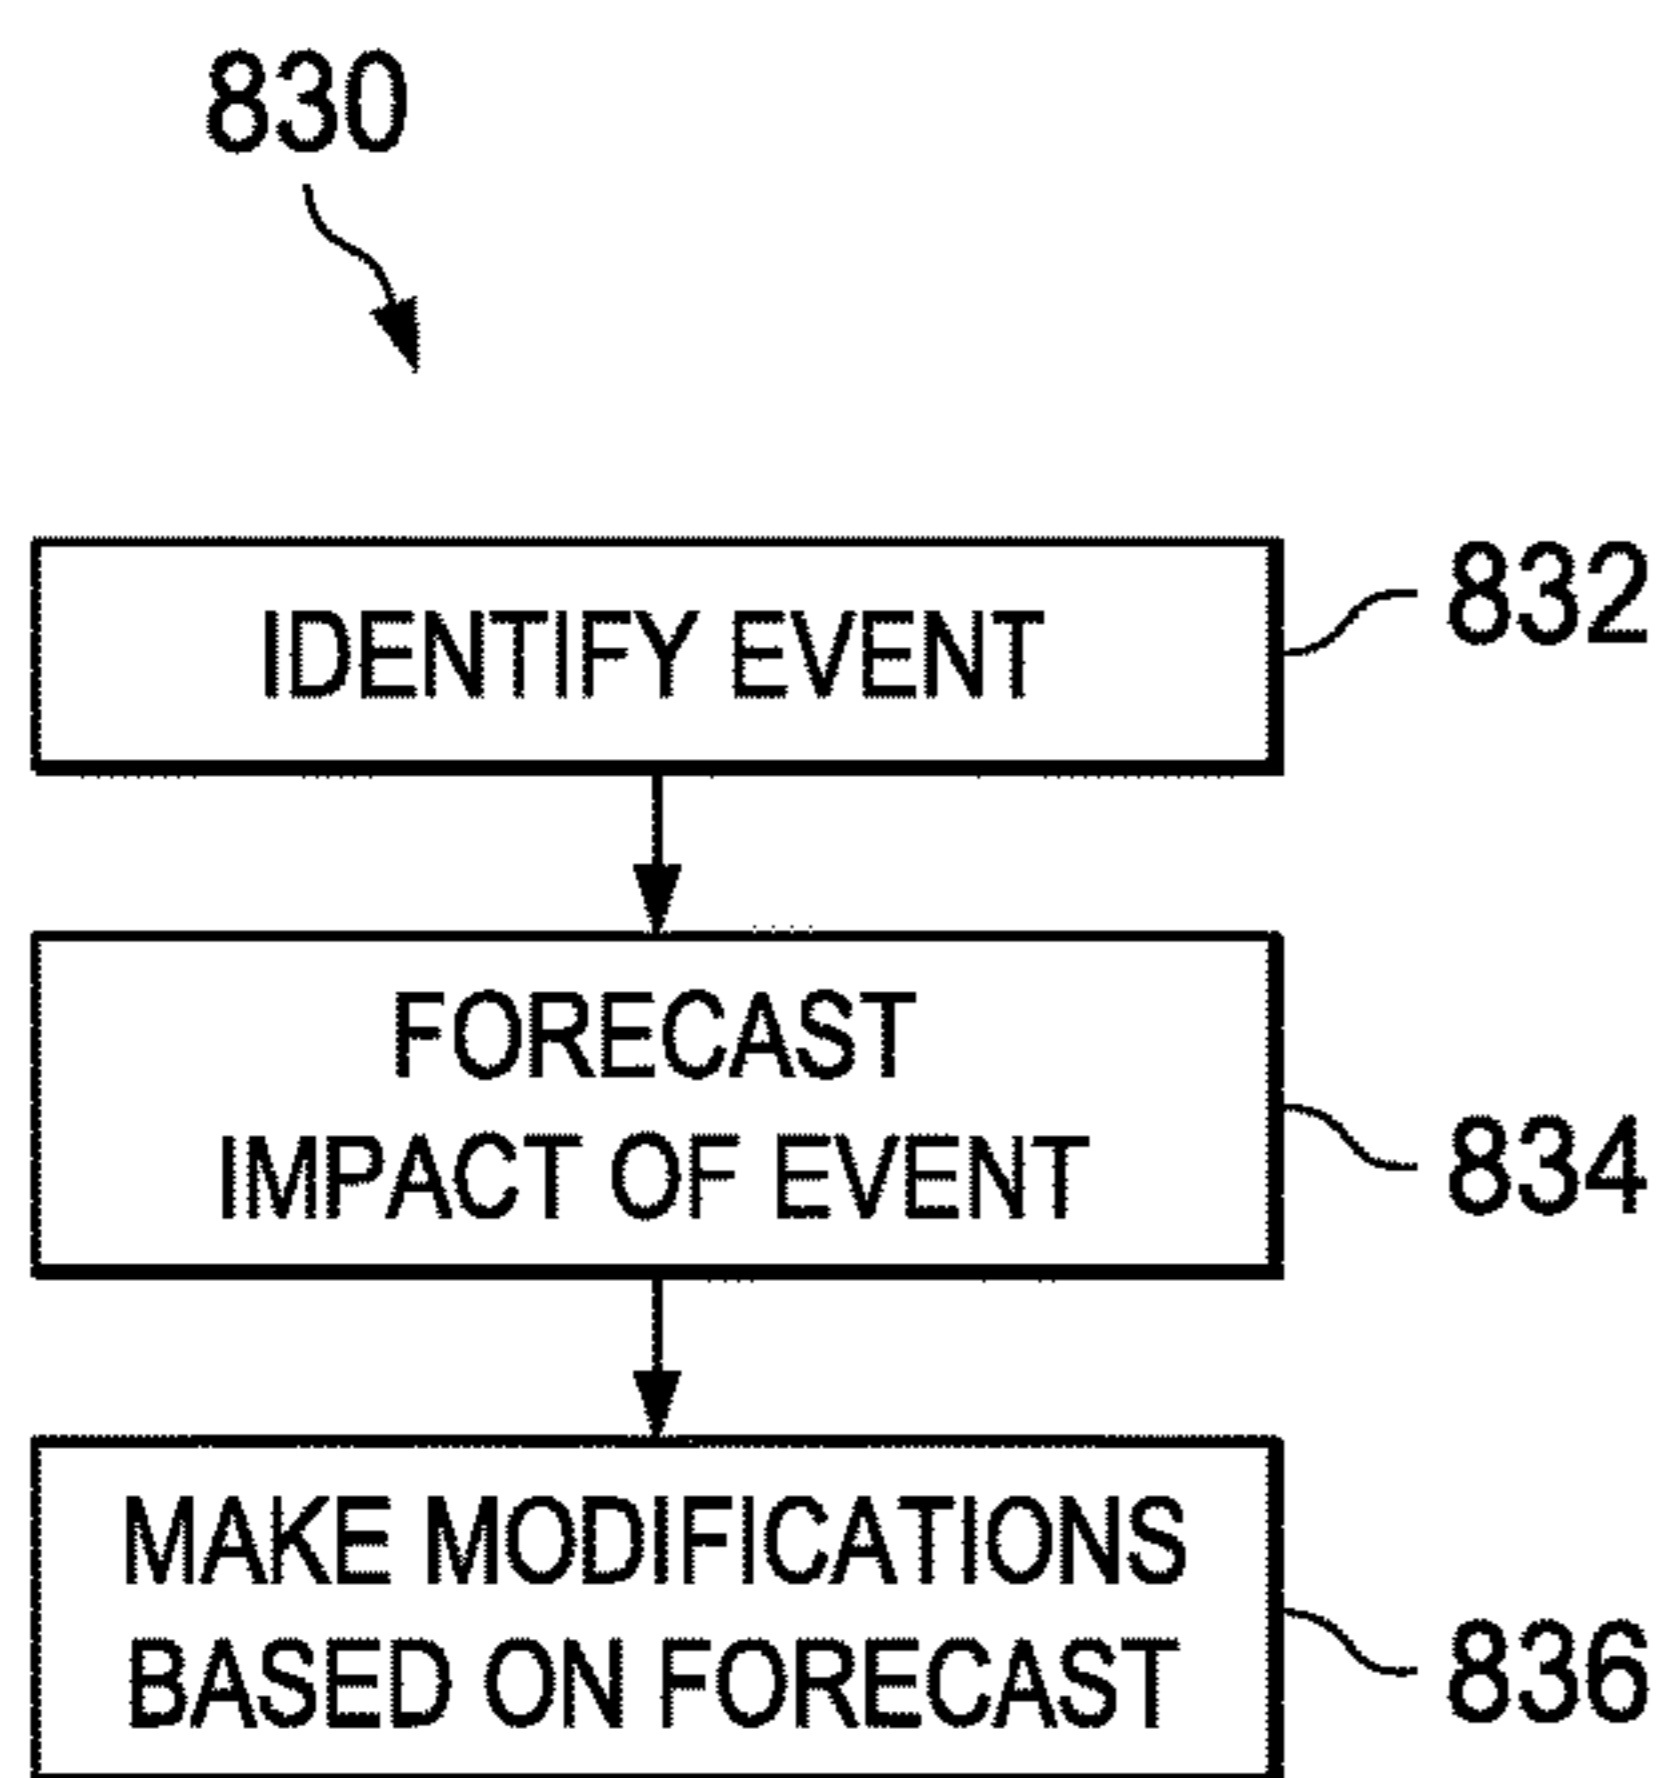 830
IDENTIFY EVENT
832
FORECAST
IMPACT OF EVENT
834
MAKE MODIFICATIONS
BASED ON FORECAST
836